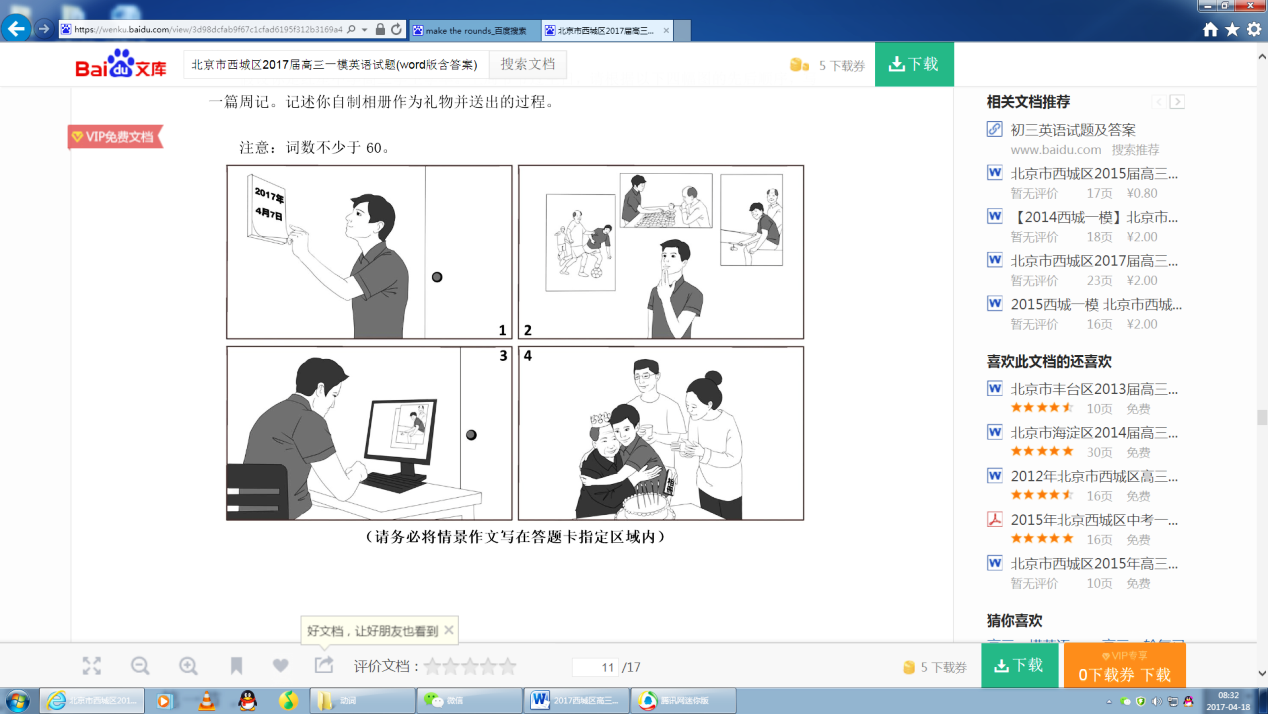 https://wenku.baidu.com/view/3d98dcfab9f67c1cfad6195f312b3169a4
make the rounds_百度搜索
北京市西城区2017届高三...
Bai du 文库
北京市西城区2017届高三一模英语试题(word版含答案)
搜索文档
5 下载券
下载
一篇周记。记述你自制相册作为礼物并送出的过程。
VIP免费文档
注意：词数不少于 60。
2017年
4月7日
1
2
3
4
（请务必将情景作文写在答题卡指定区域内）
相关文档推荐
初三英语试题及答案
www.baidu.com 搜索推荐
北京市西城区2015届高三...
暂无评价 17页 ¥0.80
【2014西城一模】北京市...
暂无评价 18页 ¥2.00
北京市西城区2017届高三...
暂无评价 23页 ¥2.00
2015西城一模 北京市西城...
暂无评价 16页 ¥2.00
喜欢此文档的还喜欢
北京市丰台区2013届高三...
10页 免费
北京市海淀区2014届高三...
30页 免费
2012年北京市西城区高三...
16页 免费
2015年北京西城区中考一...
16页 免费
北京市西城区2015年高三...
暂无评价 10页 免费
猜你喜欢
好文档，让好朋友也看到
评价文档：
11 /17
5 下载券
下载
VIP专享
0下载券 下载
北京市西城区201...
动词
微信
2017西城区高三...
腾讯网迷你版
08:32
2017-04-18